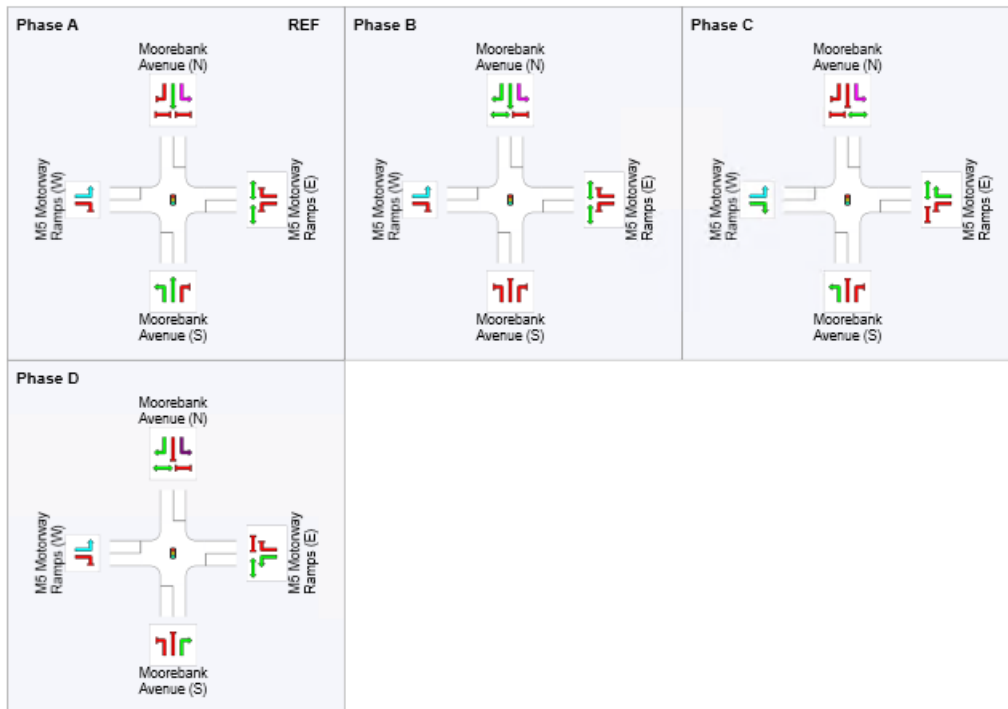 Phase A
REF
Moorebank
Avenue (N)
M5 Motorway
Ramps (W)
M5 Motorway
Ramps (E)
Moorebank
Avenue (S)
Phase B
Moorebank
Avenue (N)
M5 Motorway
Ramps (W)
M5 Motorway
Ramps (E)
Moorebank
Avenue (S)
Phase C
Moorebank
Avenue (N)
M5 Motorway
Ramps (W)
M5 Motorway
Ramps (E)
Moorebank
Avenue (S)
Phase D
Moorebank
Avenue (N)
M5 Motorway
Ramps (W)
M5 Motorway
Ramps (E)
Moorebank
Avenue (S)